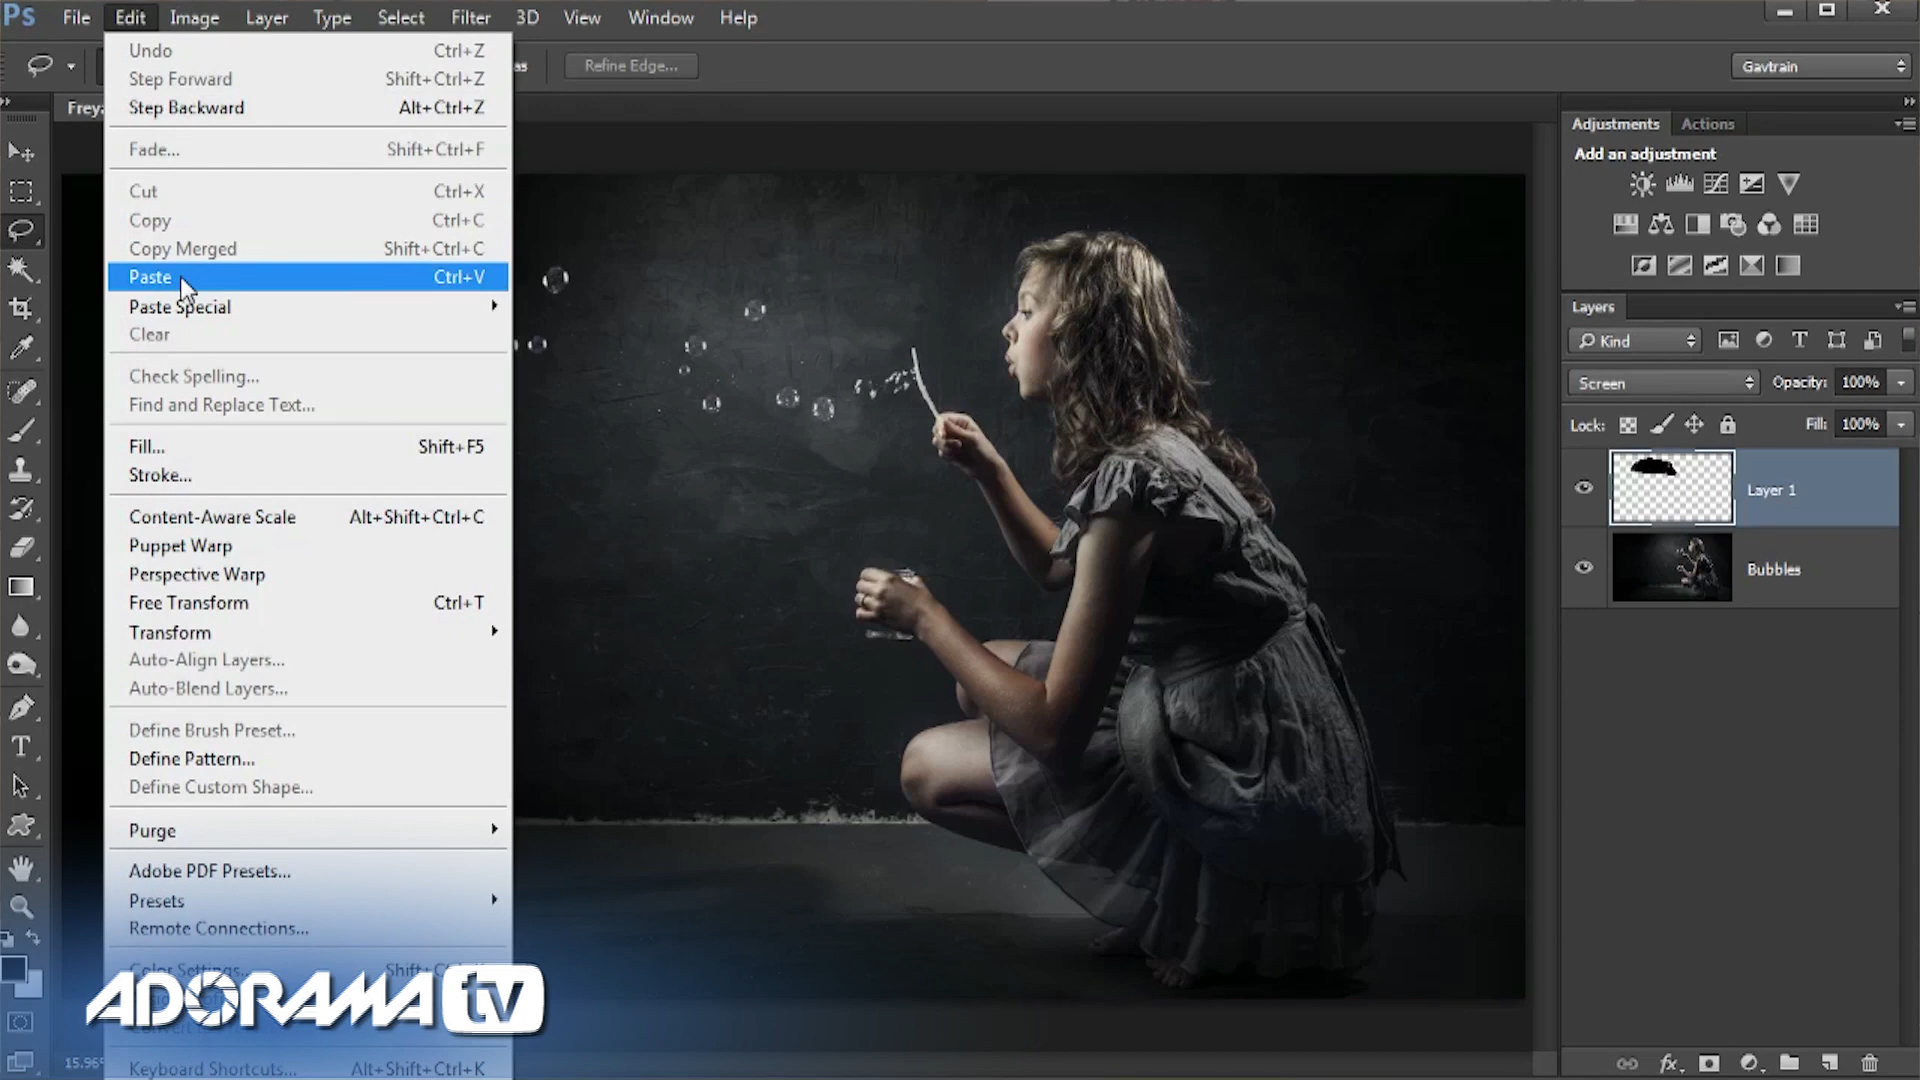 Ps File Edit Image Layer Type Select Filter 3D View Window Help
Refine Edge...
Gavtrain
Undo Ctrl+Z
Step Forward Shift+Ctrl+Z
Step Backward Alt+Ctrl+Z
Fade... Shift+Ctrl+F
Cut Ctrl+X
Copy Ctrl+C
Copy Merged Shift+Ctrl+C
Paste Ctrl+V
Paste Special
Clear
Check Spelling...
Find and Replace Text...
Fill... Shift+F5
Stroke...
Content-Aware Scale Alt+Shift+Ctrl+C
Puppet Warp
Perspective Warp
Free Transform Ctrl+T
Transform
Auto-Align Layers...
Auto-Blend Layers...
Define Brush Preset...
Define Pattern...
Define Custom Shape...
Purge
Adobe PDF Presets...
Presets
Remote Connections...
Color Settings...
Keyboard Shortcuts... Alt+Shift+Ctrl+K
ADORAMA tv
15.96%
Adjustments Actions
Add an adjustment
Layers
Kind
Screen Opacity: 100%
Lock: Fill: 100%
Layer 1
Bubbles
fx